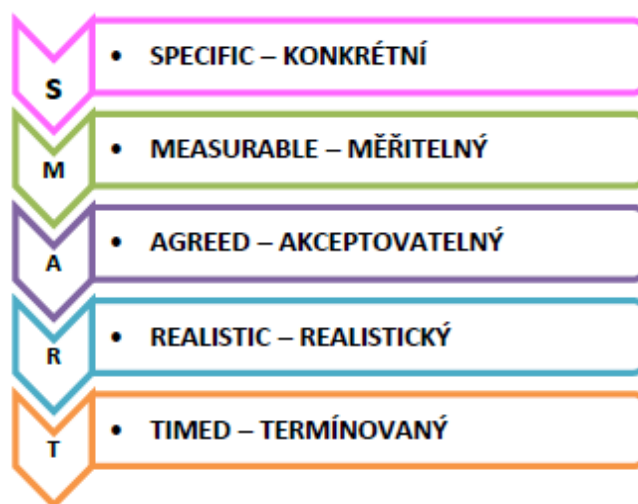 S
• SPECIFIC – KONKRÉTNÍ
M
• MEASURABLE – MĚŘITELNÝ
A
• AGREED – AKCEPTOVATELNÝ
R
• REALISTIC – REALISTICKÝ
T
• TIMED – TERMÍNOVANÝ